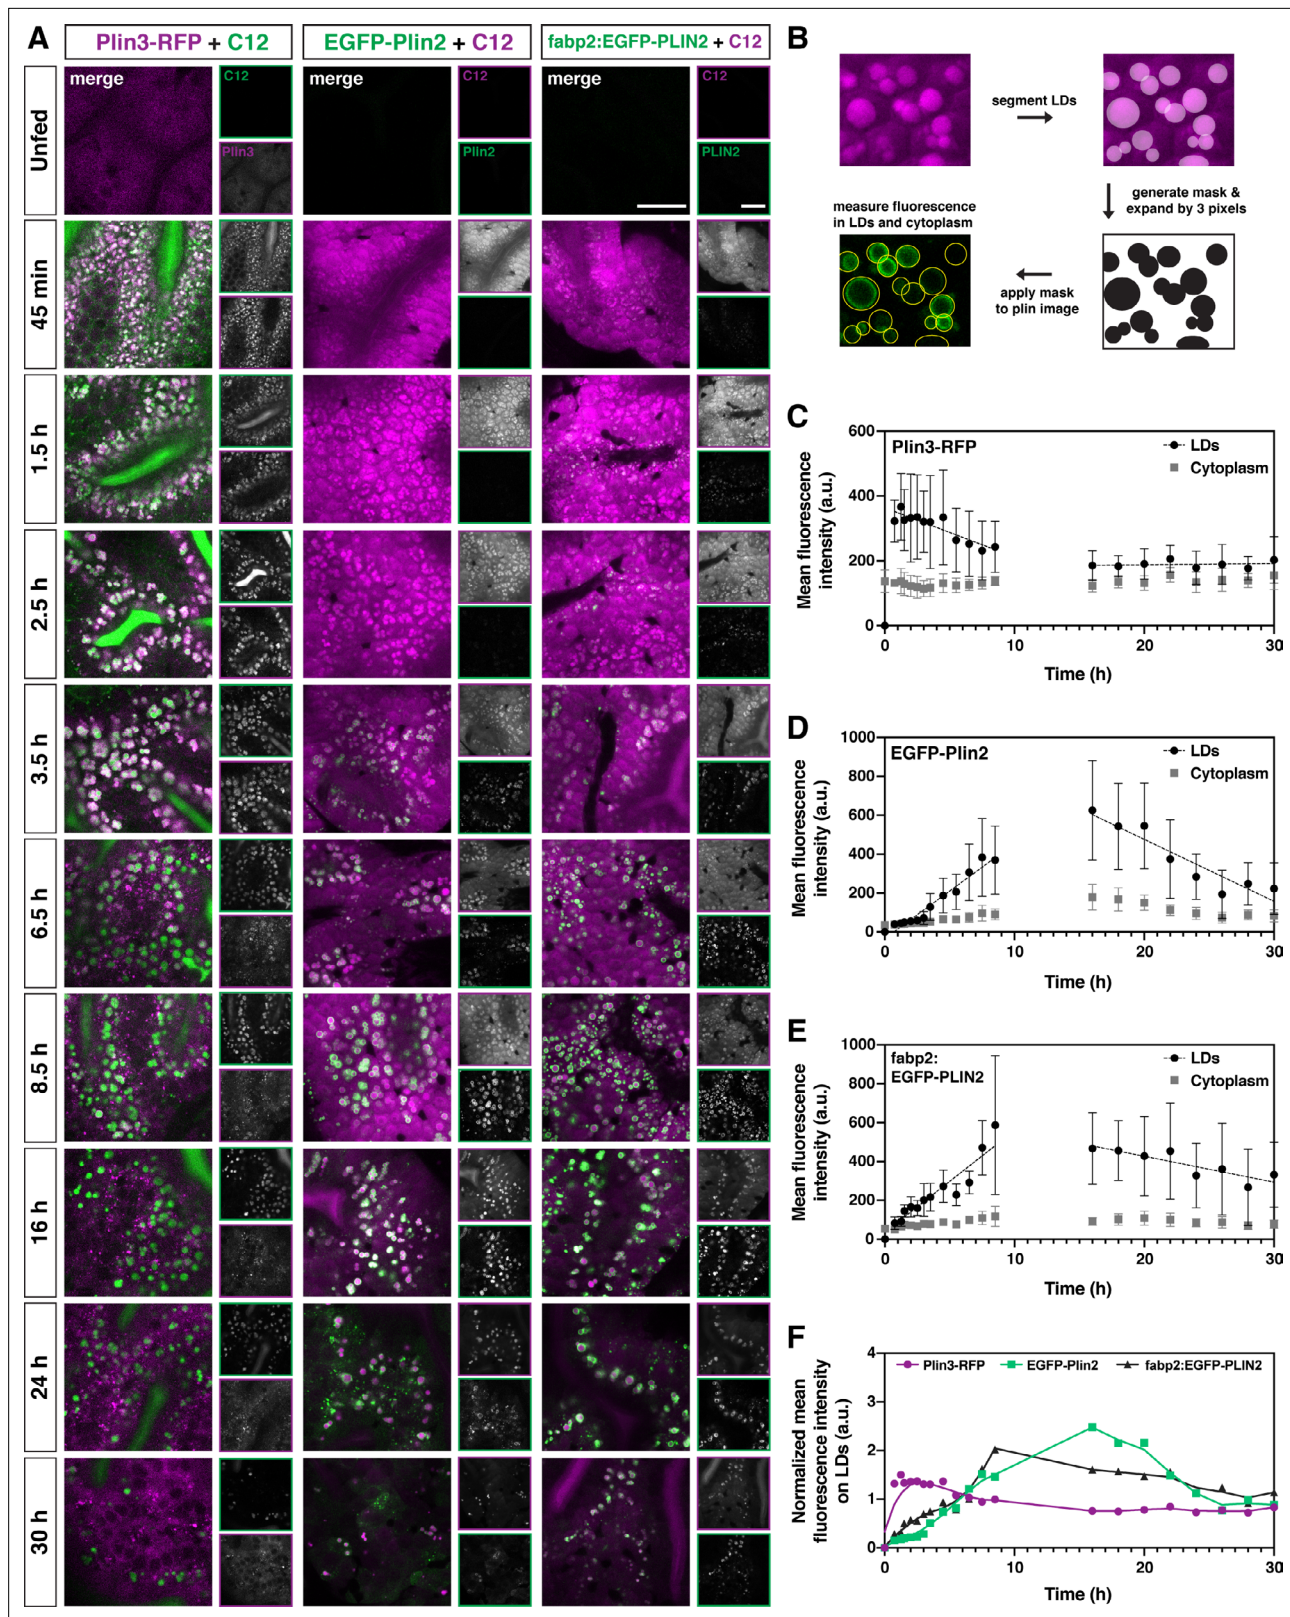 A
Plin3-RFP + C12
EGFP-Plin2 + C12
fabp2:EGFP-PLIN2 + C12
Unfed
merge
C12
Plin3
merge
C12
Plin2
merge
C12
PLIN2
45 min
1.5 h
2.5 h
3.5 h
6.5 h
8.5 h
16 h
24 h
30 h
B
segment LDs
generate mask &
expand by 3 pixels
apply mask
to plin image
measure fluorescence
in LDs and cytoplasm
C
Plin3-RFP
LDs
Cytoplasm
Mean fluorescence
intensity (a.u.)
600
400
200
0
0
10
20
30
Time (h)
D
EGFP-Plin2
LDs
Cytoplasm
Mean fluorescence
intensity (a.u.)
1000
800
600
400
200
0
0
10
20
30
Time (h)
E
fabp2:
EGFP-PLIN2
LDs
Cytoplasm
Mean fluorescence
intensity (a.u.)
1000
800
600
400
200
0
0
10
20
30
Time (h)
F
Plin3-RFP
EGFP-Plin2
fabp2:EGFP-PLIN2
Normalized mean
fluorescence intensity
on LDs (a.u.)
4
3
2
1
0
0
10
20
30
Time (h)